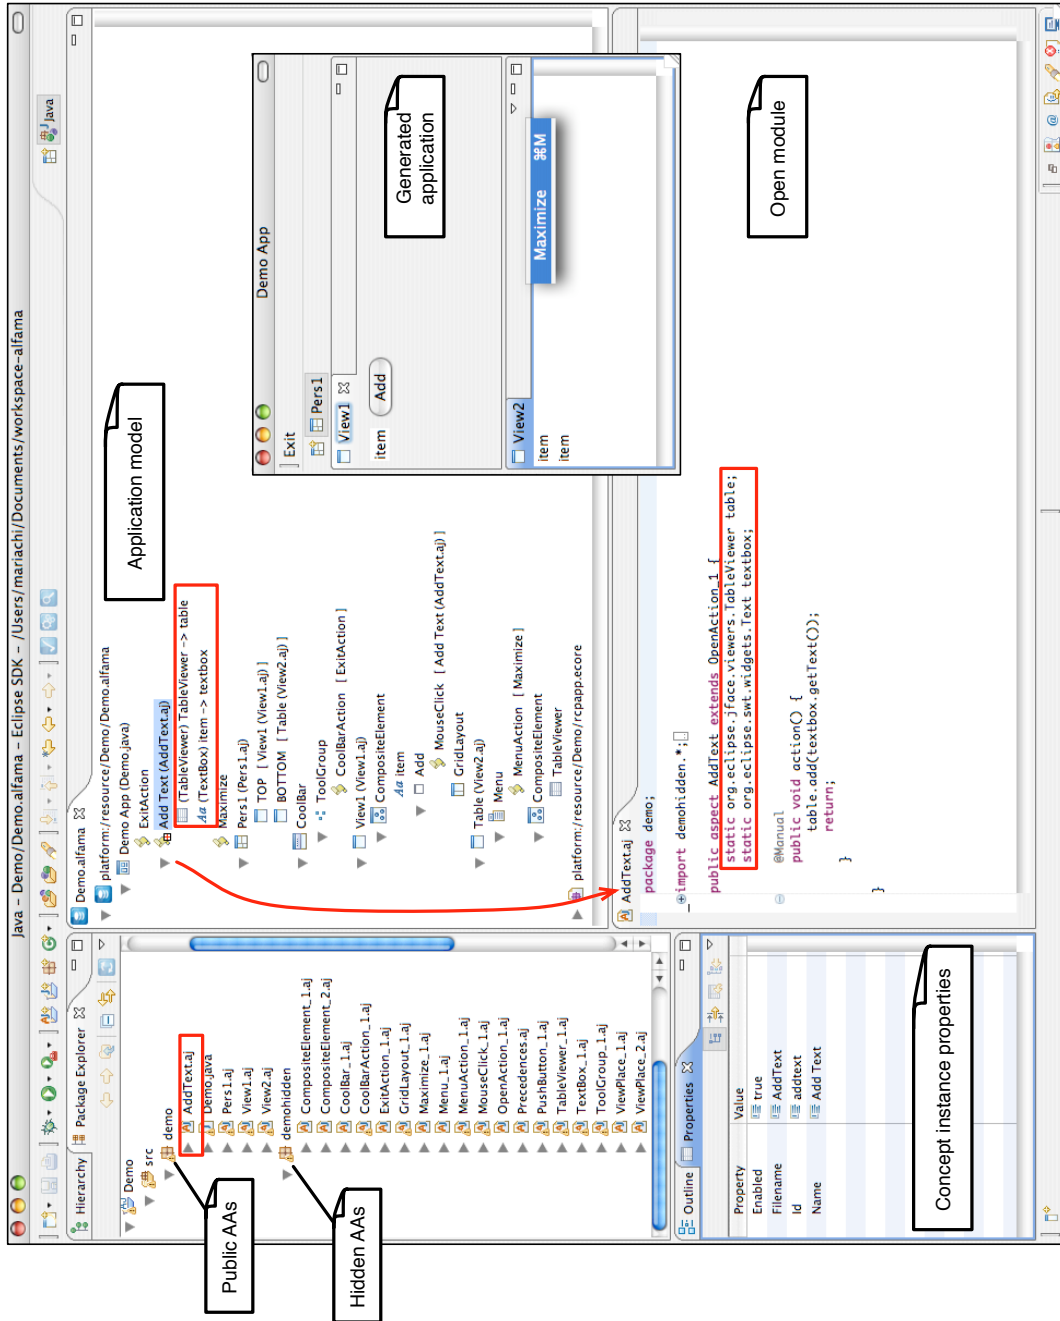 Java – Demo/Demo.alfama – Eclipse SDK – /Users/mariachi/Documents/workspace-alfama
Java
Hierarchy
Package Explorer
Demo
src
demo
AddText.aj
Demo.java
Pers1.aj
View1.aj
View2.aj
demohidden
CompositeElement_1.aj
CompositeElement_2.aj
CoolBar_1.aj
CoolBarAction_1.aj
ExitAction_1.aj
GridLayout_1.aj
Maximize_1.aj
Menu_1.aj
MenuAction_1.aj
MouseClick_1.aj
OpenAction_1.aj
Precedences.aj
PushButton_1.aj
TableViewer_1.aj
TextBox_1.aj
ToolGroup_1.aj
ViewPlace_1.aj
ViewPlace_2.aj
Public AAs
Hidden AAs
Demo.alfama
platform:/resource/Demo/Demo.alfama
Demo App (Demo.java)
ExitAction
Add Text (AddText.aj)
(TableViewer) TableViewer -> table
(TextBox) item -> textbox
Maximize
Pers1 (Pers1.aj)
TOP [ View1 (View1.aj) ]
BOTTOM [ Table (View2.aj) ]
CoolBar
ToolGroup
CoolBarAction [ ExitAction ]
View1 (View1.aj)
CompositeElement
item
Add
MouseClick [ Add Text (AddText.aj) ]
GridLayout
Table (View2.aj)
Menu
MenuAction [ Maximize ]
CompositeElement
TableViewer
platform:/resource/Demo/rcpapp.ecore
Application model
Demo App
Exit
Pers1
View1
item
Add
View2
item
item
Maximize ⌘M
Generated
application
Outline
Properties
Property Value
Enabled true
Filename AddText
Id addtext
Name Add Text
Concept instance properties
AddText.aj
package demo;
import demohidden.*;
public aspect AddText extends OpenAction_1 {
static org.eclipse.jface.viewers.TableViewer table;
static org.eclipse.swt.widgets.Text textbox;
@Manual
public void action() {
table.add(textbox.getText());
return;
}
}
Open module